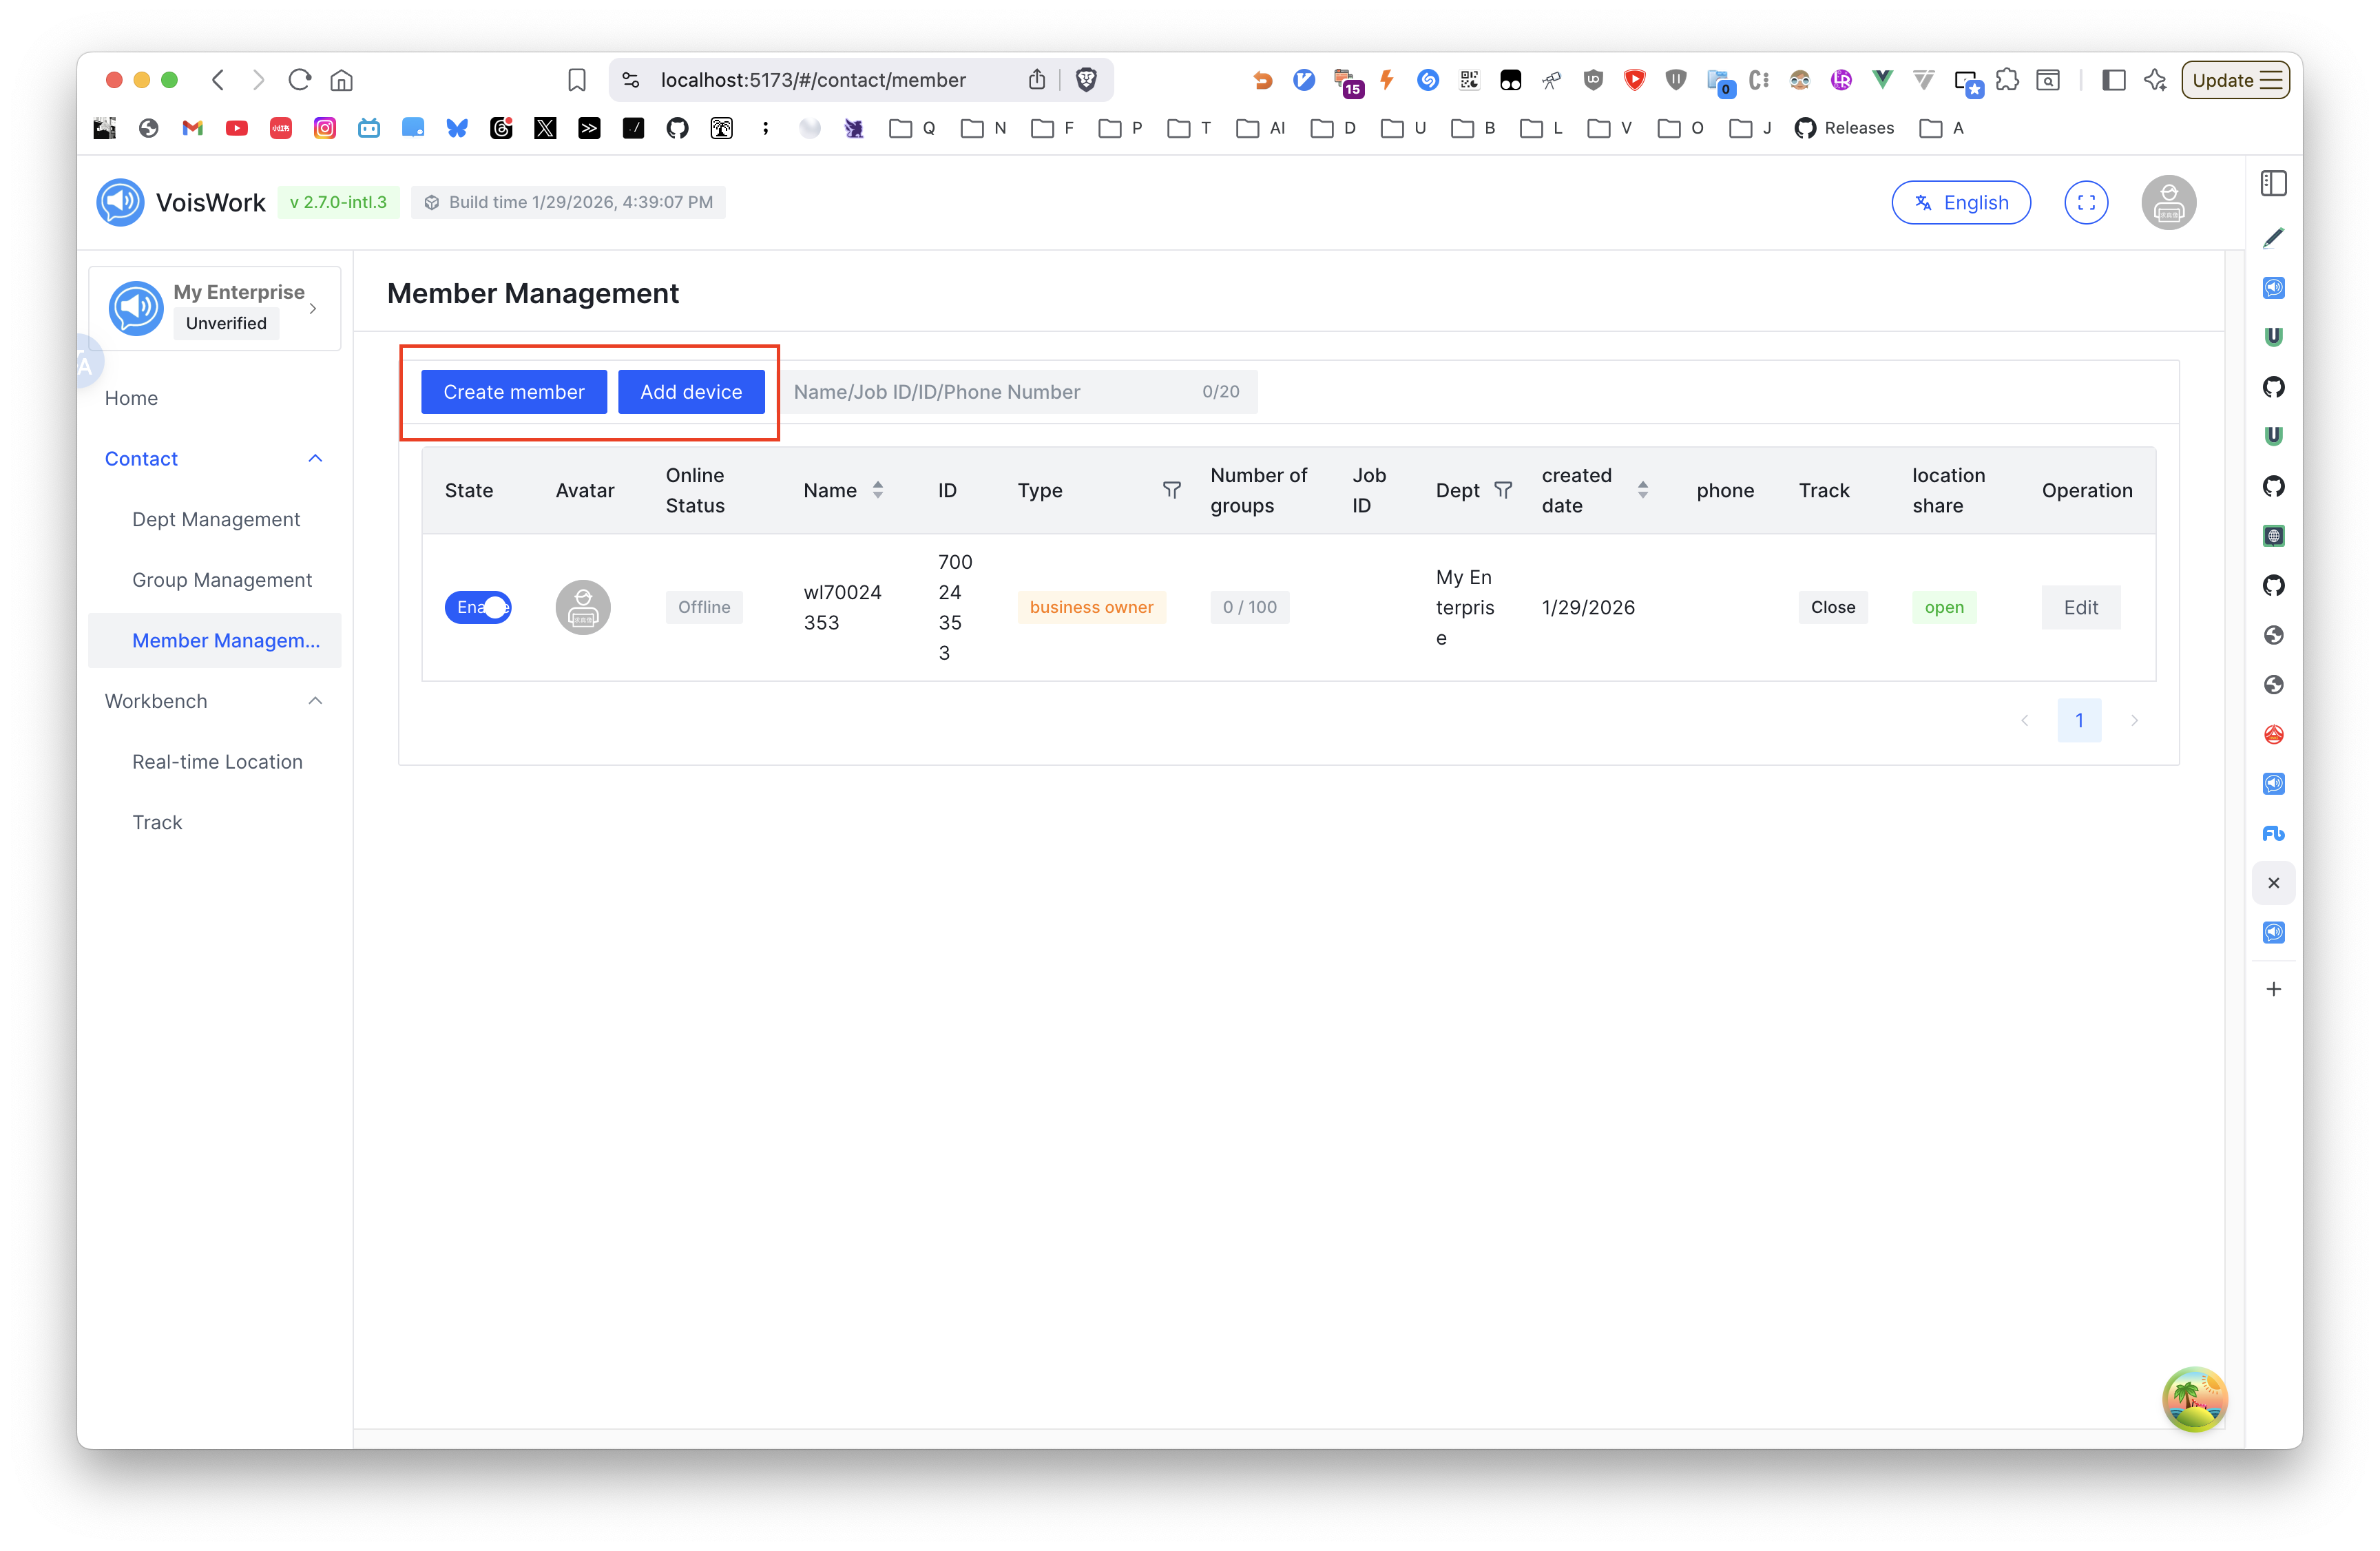 localhost:5173/#/contact/member
15
0
Update
Q
N
F
P
T
AI
D
U
B
L
V
O
J
Releases
A
VoisWork
v 2.7.0-intl.3
Build time 1/29/2026, 4:39:07 PM
English
My Enterprise
Unverified
Home
Contact
Dept Management
Group Management
Member Managem...
Workbench
Real-time Location
Track
Member Management
Create member
Add device
Name/Job ID/ID/Phone Number
0/20
State
Avatar
Online
Status
Name
ID
Type
Number of
groups
Job
ID
Dept
created
date
phone
Track
location
share
Operation
Offline
wl70024
353
700
24
35
3
business owner
0 / 100
My En
terpris
e
1/29/2026
Close
open
Edit
1